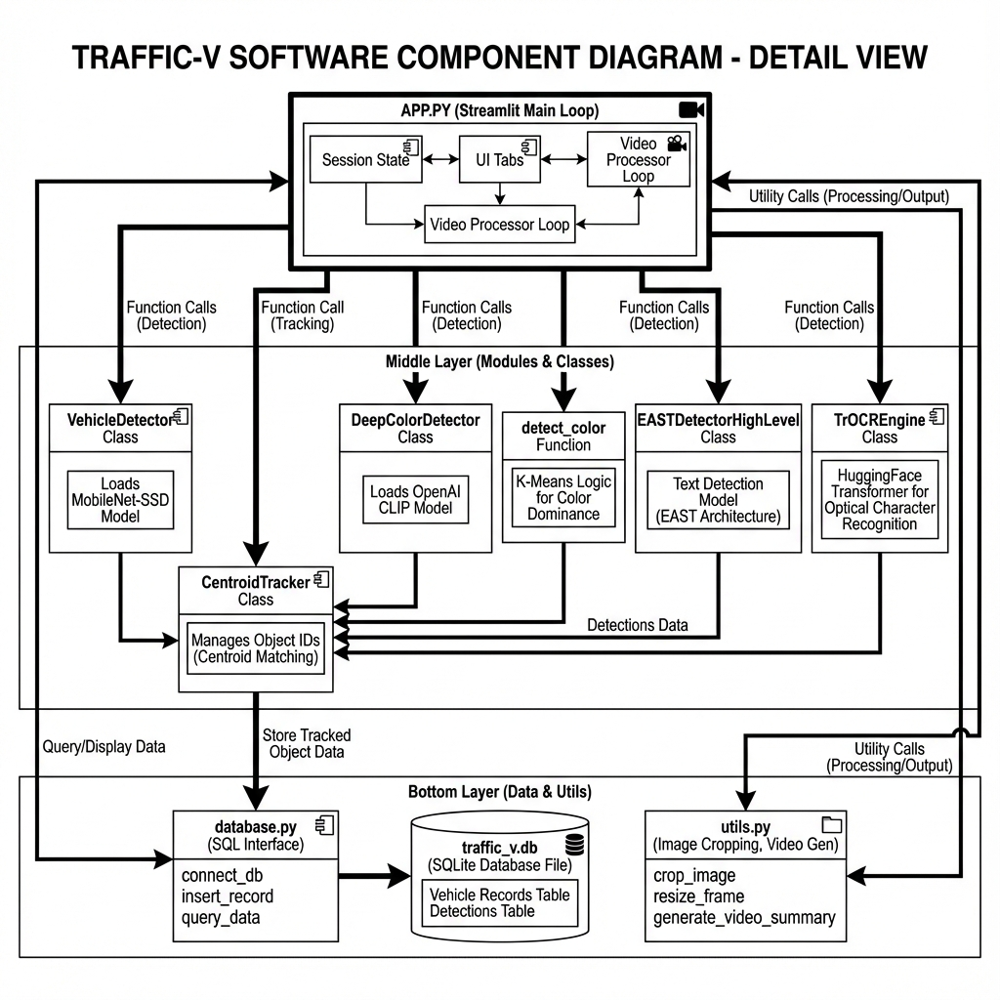 TRAFFIC-V SOFTWARE COMPONENT DIAGRAM - DETAIL VIEW
APP.PY (Streamlit Main Loop)
Session State
UI Tabs
Video
Processor
Loop
Video Processor Loop
Utility Calls (Processing/Output)
Function Calls
(Detection)
Function Call
(Tracking)
Function Calls
(Detection)
Function Calls
(Detection)
Function Calls
(Detection)
Middle Layer (Modules & Classes)
VehicleDetector
Class
Loads
MobileNet-SSD
Model
DeepColorDetector
Class
Loads OpenAI
CLIP Model
detect_color
Function
K-Means Logic
for Color
Dominance
EASTDetectorHighLevel
Class
Text Detection
Model
(EAST Architecture)
TrOCREngine
Class
HuggingFace
Transformer for
Optical Character
Recognition
CentroidTracker
Class
Manages Object IDs
(Centroid Matching)
Detections Data
Query/Display Data
Store Tracked
Object Data
Utility Calls
(Processing/Output)
Bottom Layer (Data & Utils)
database.py
(SQL Interface)
connect_db
insert_record
query_data
traffic_v.db
(SQLite Database File)
Vehicle Records Table
Detections Table
utils.py
(Image Cropping, Video Gen)
crop_image
resize_frame
generate_video_summary